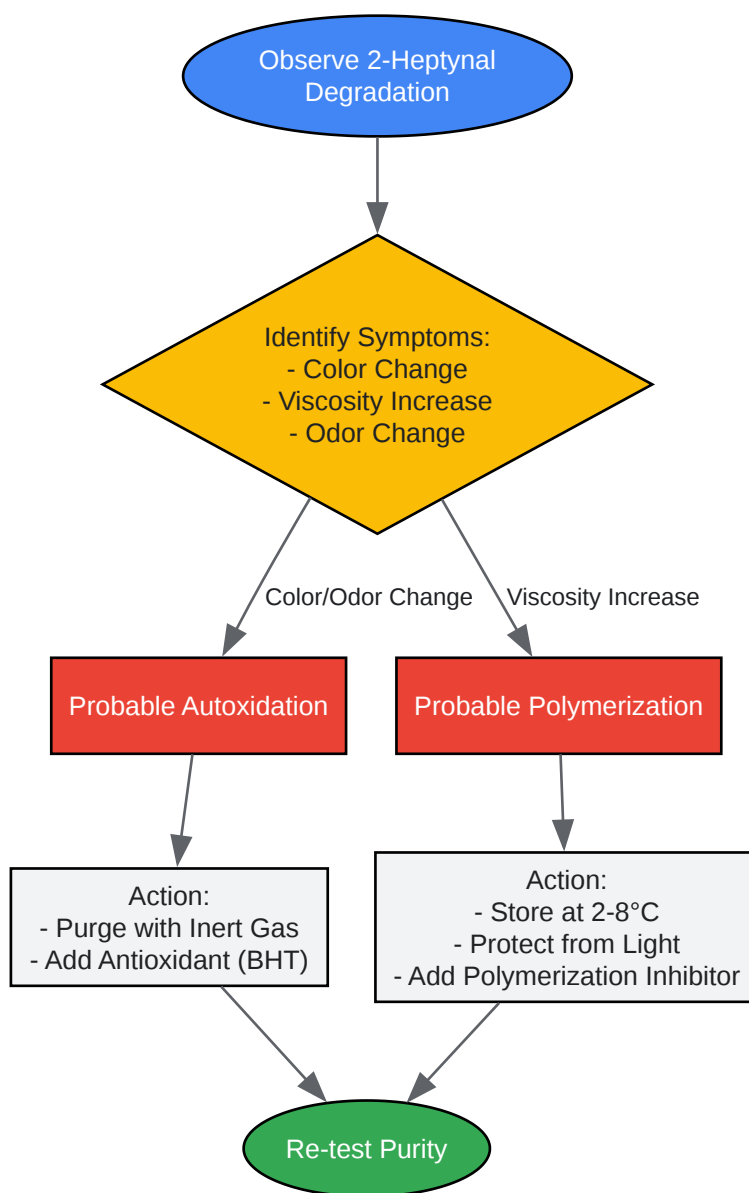 Observe 2-Heptynal
Degradation
Identify Symptoms:
- Color Change
- Viscosity Increase
- Odor Change
Color/Odor Change
Viscosity Increase
Probable Autoxidation
Probable Polymerization
Action:
- Purge with Inert Gas
- Add Antioxidant (BHT)
Action:
- Store at 2-8°C
- Protect from Light
- Add Polymerization Inhibitor
Re-test Purity